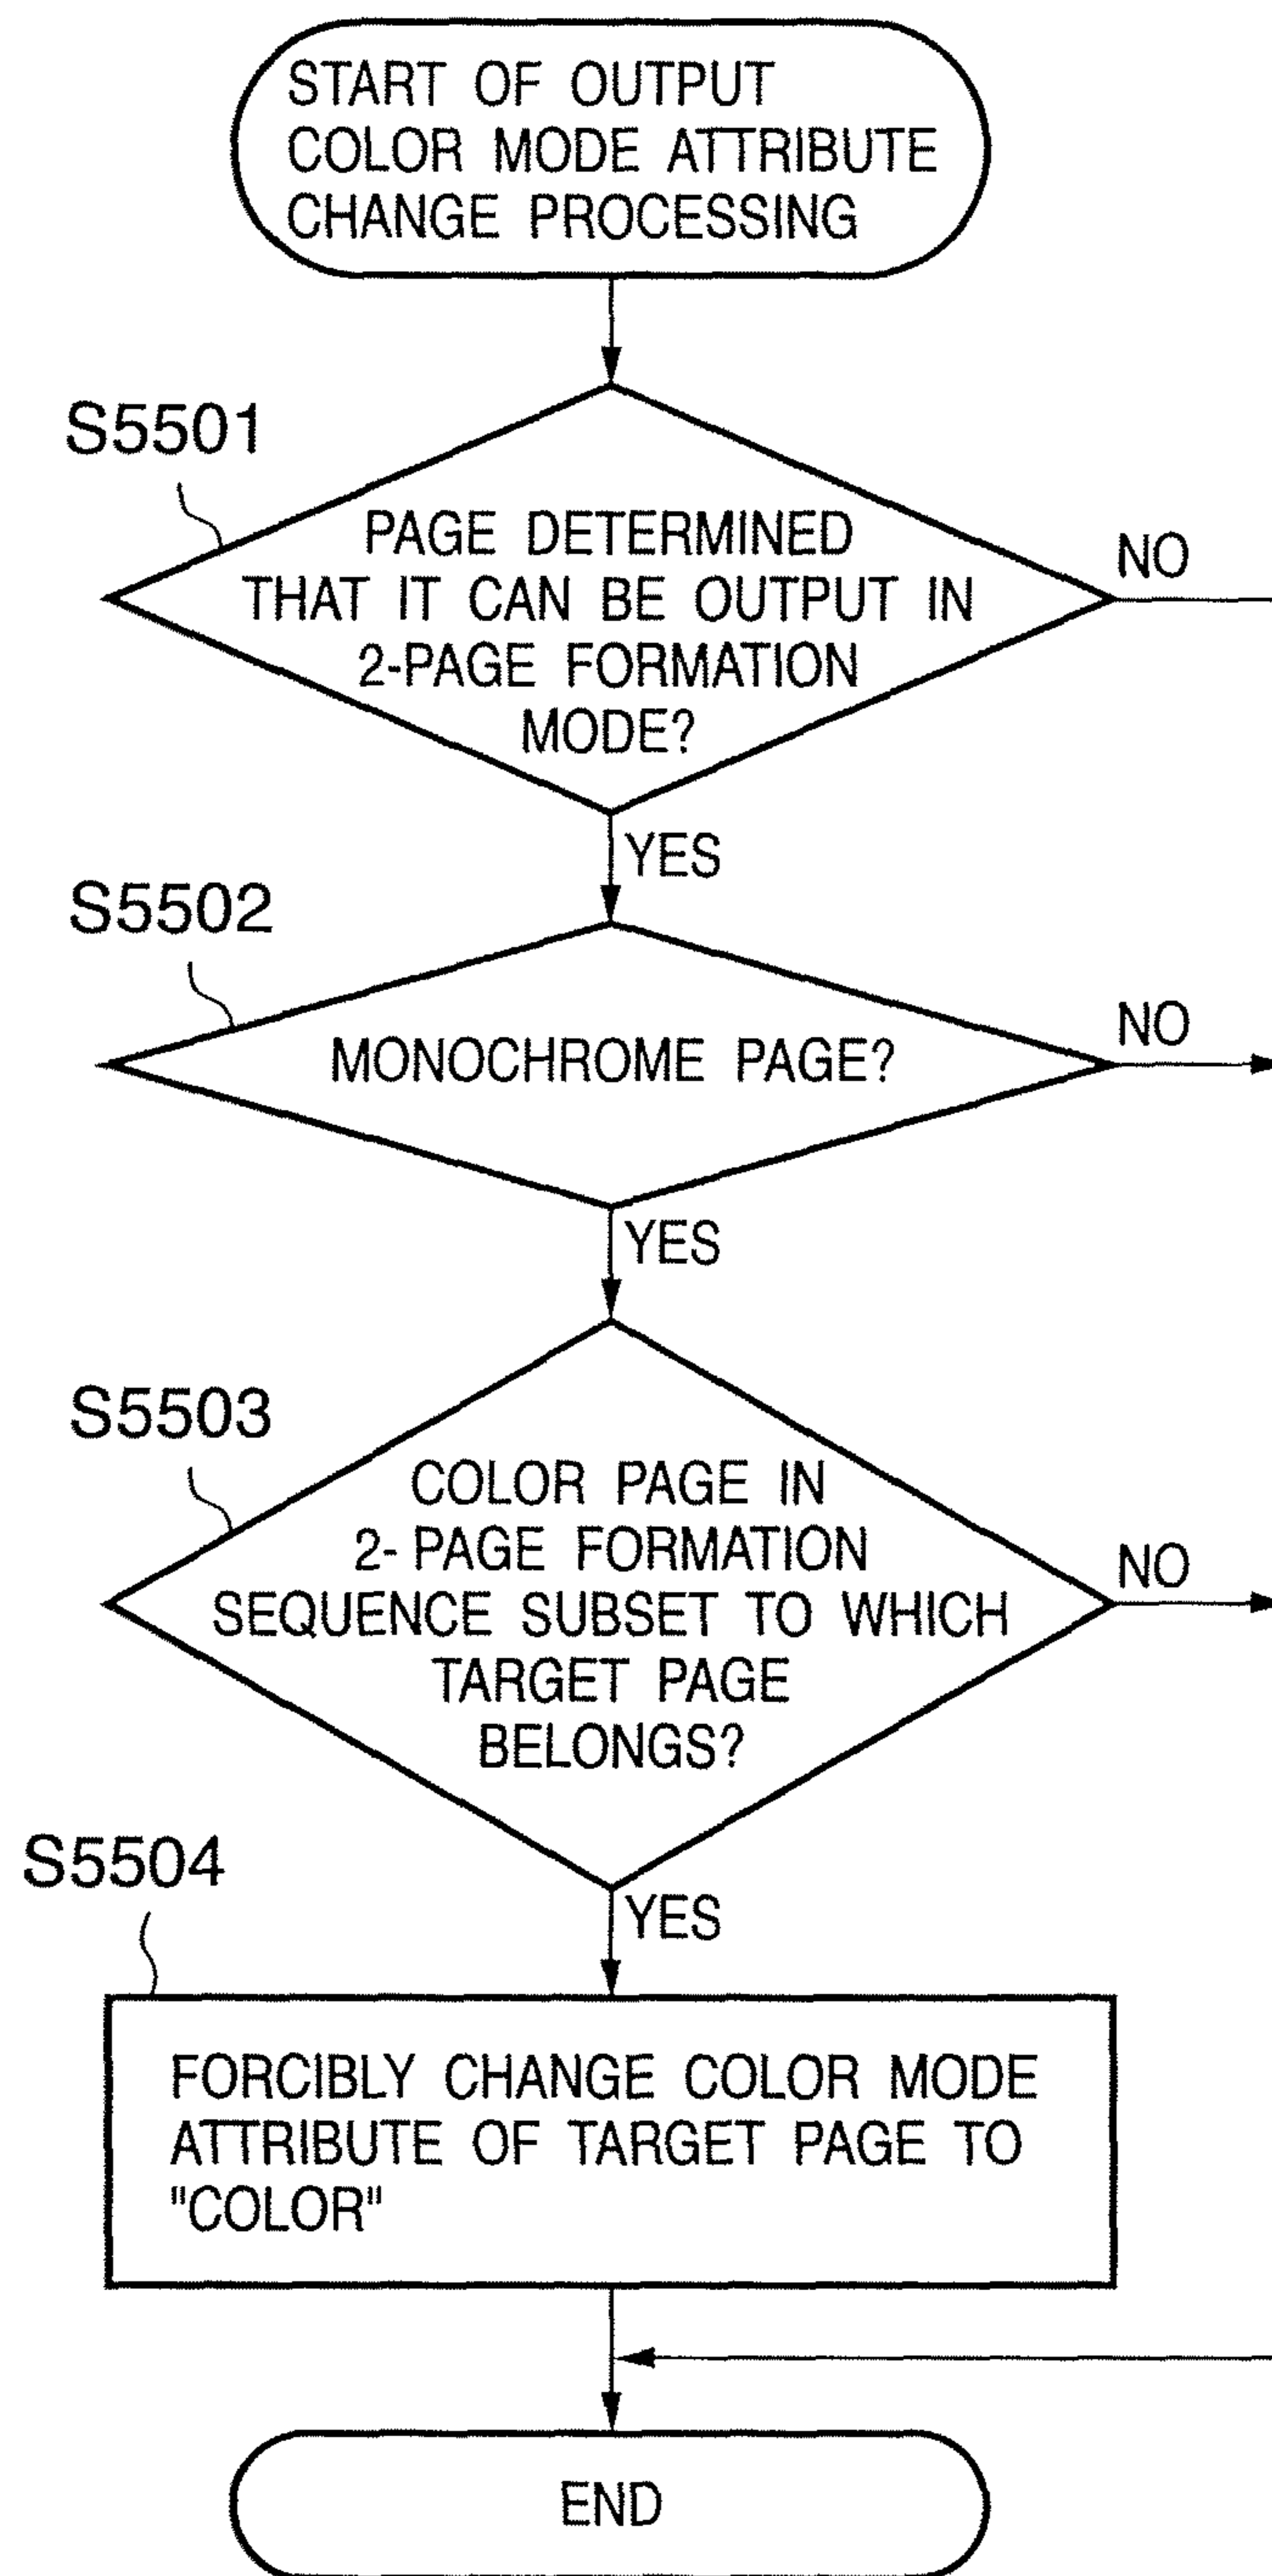 START OF OUTPUT
COLOR MODE ATTRIBUTE
CHANGE PROCESSING
S5501
PAGE DETERMINED
THAT IT CAN BE OUTPUT IN
2-PAGE FORMATION
MODE?
NO
YES
S5502
MONOCHROME PAGE?
NO
YES
S5503
COLOR PAGE IN
2- PAGE FORMATION
SEQUENCE SUBSET TO WHICH
TARGET PAGE
BELONGS?
NO
YES
S5504
FORCIBLY CHANGE COLOR MODE
ATTRIBUTE OF TARGET PAGE TO
"COLOR"
END